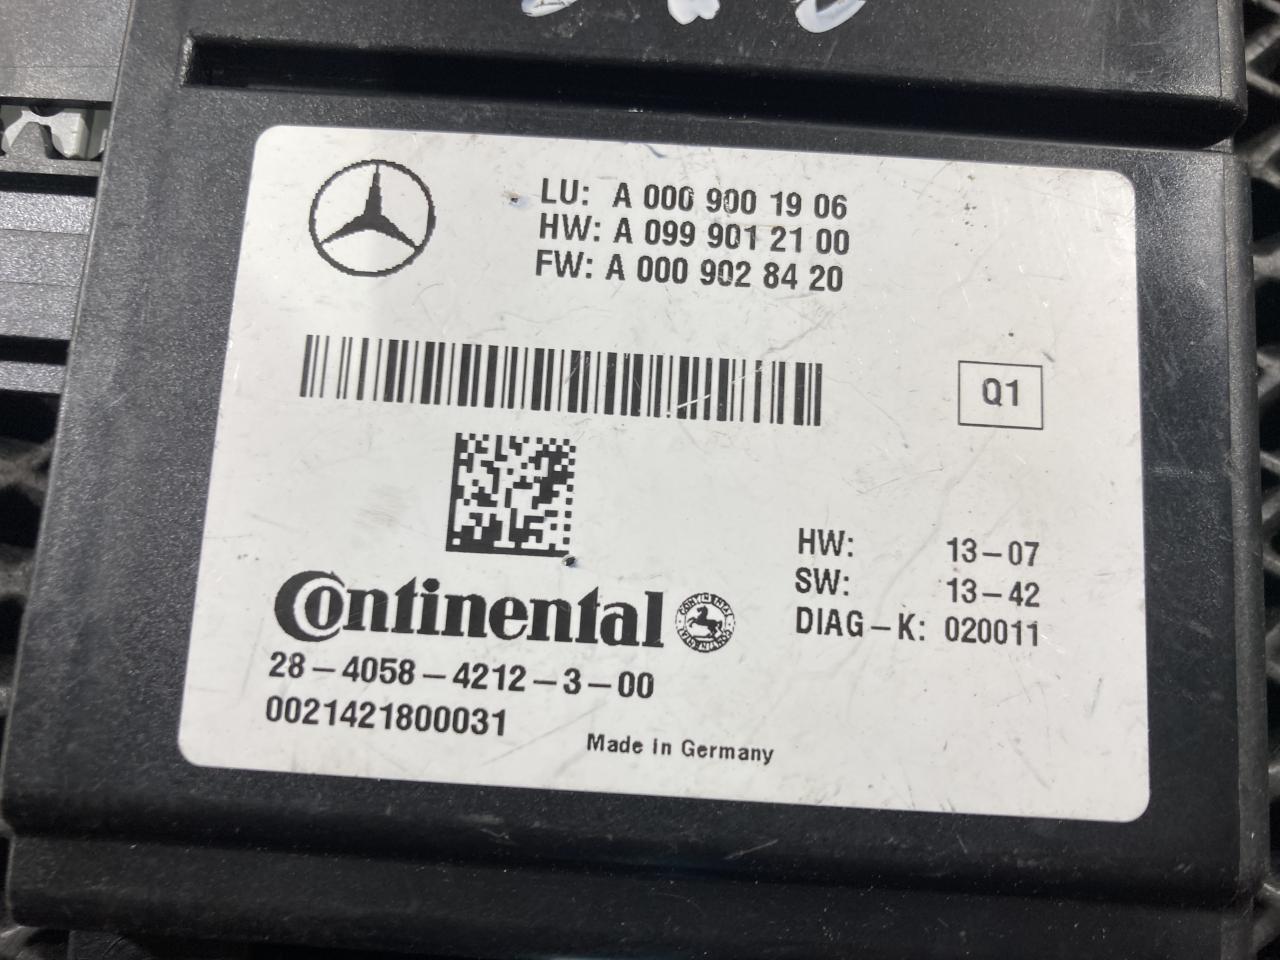 LU: A 000 900 19 06
HW: A 099 901 21 00
FW: A 000 902 84 20
Q1
HW: 13-07
SW: 13-42
DIAG-K: 020011
Continental
28-4058-4212-3-00
0021421800031
Made in Germany